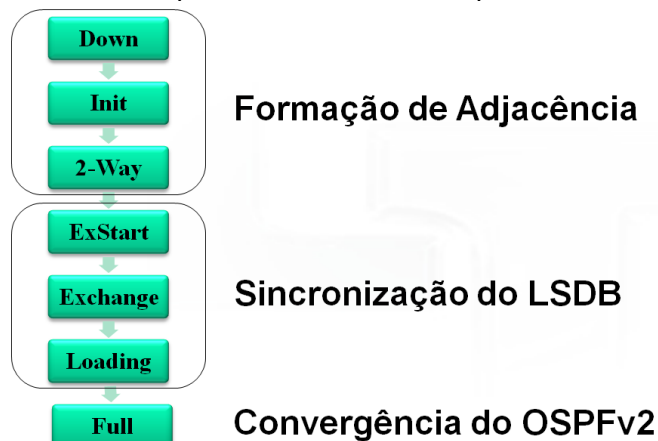 Down
Init
Formação de Adjacência
2-Way
ExStart
Exchange
Sincronização do LSDB
Loading
Full
Convergência do OSPFv2